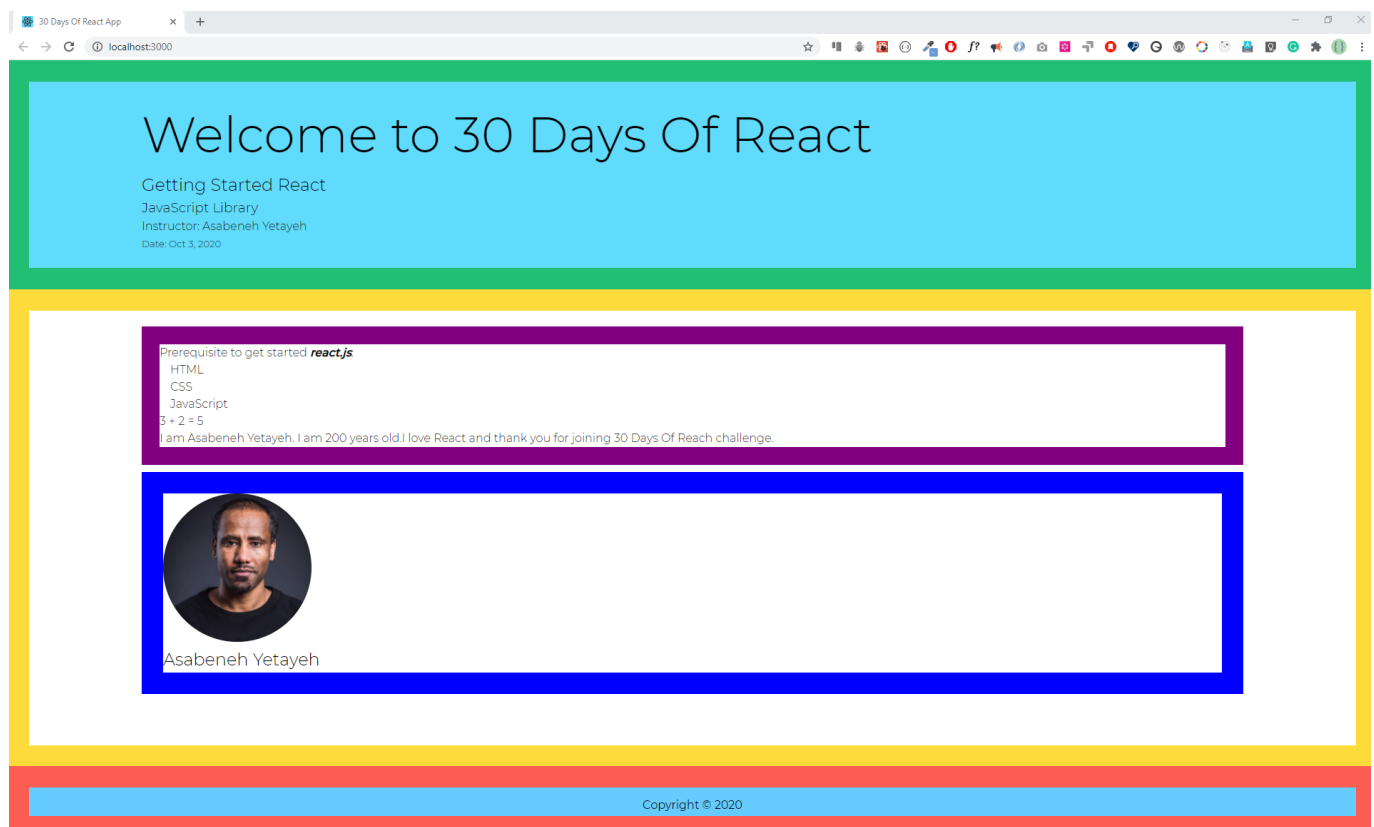 30 Days Of React App
localhost:3000
f?
Welcome to 30 Days Of React
Getting Started React
JavaScript Library
Instructor: Asabeneh Yetayeh
Date: Oct 3, 2020
Prerequisite to get started react.js:
HTML
CSS
JavaScript
3 + 2 = 5
I am Asabeneh Yetayeh. I am 200 years old.I love React and thank you for joining 30 Days Of Reach challenge.
Asabeneh Yetayeh
Copyright © 2020